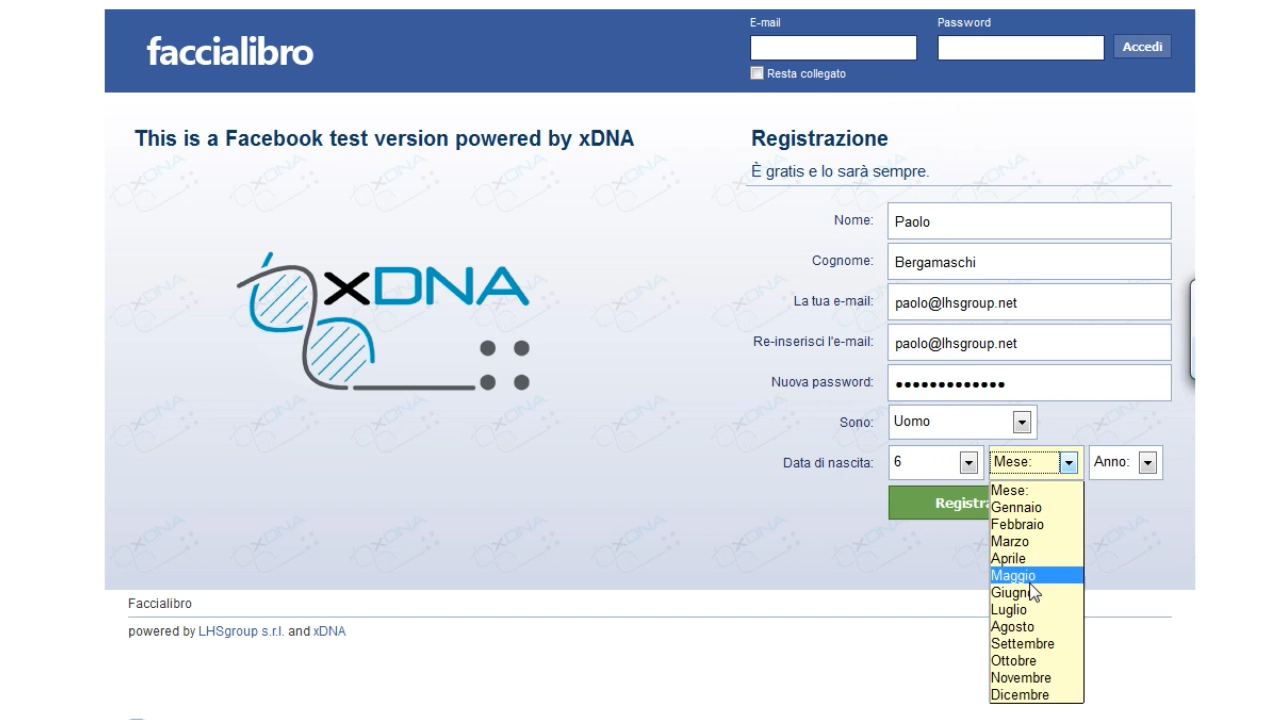 E-mail
Password
faccialibro
Accedi
Resta collegato
This is a Facebook test version powered by xDNA
Registrazione
È gratis e lo sarà sempre.
Nome:
Paolo
Cognome:
Bergamaschi
La tua e-mail:
paolo@lhsgroup.net
Re-inserisci l'e-mail:
paolo@lhsgroup.net
Nuova password:
•••••••••••••
Sono:
Uomo
Data di nascita:
6
Mese:
Anno:
xDNA
Mese:
Gennaio
Febbraio
Marzo
Aprile
Maggio
Luglio
Agosto
Settembre
Ottobre
Novembre
Dicembre
Faccialibro
powered by LHSgroup s.r.l. and xDNA